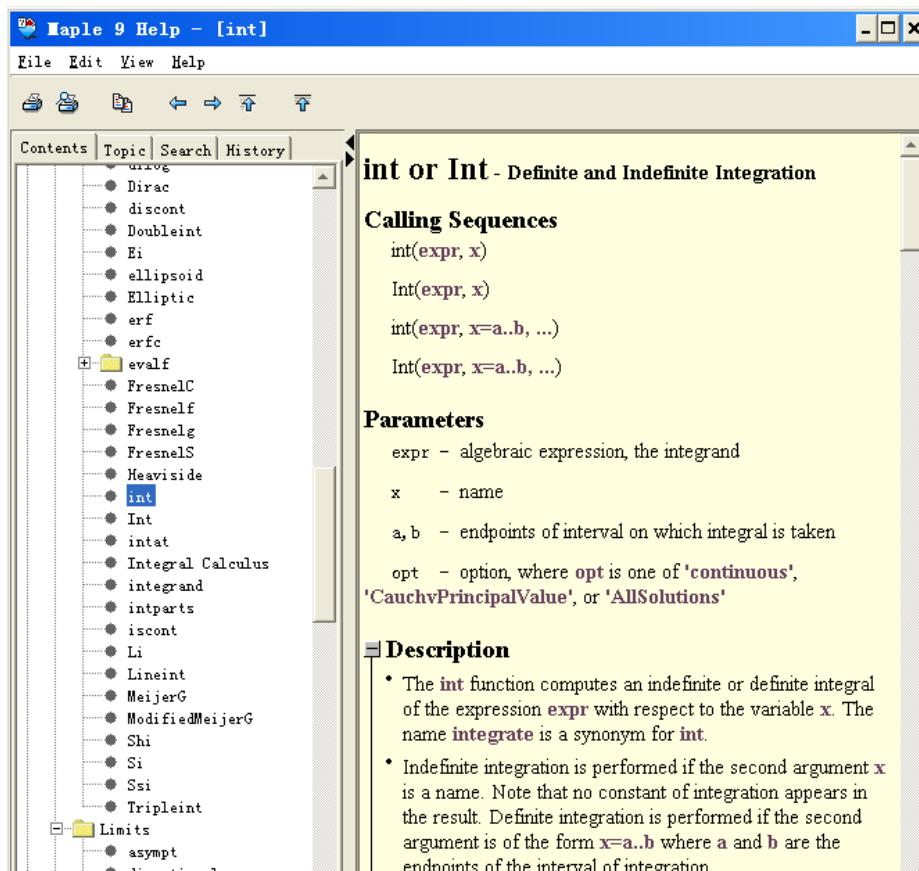 Maple 9 Help - [int]
File Edit View Help
Contents Topic Search History
dilog
Dirac
discont
Doubleint
Ei
ellipsoid
Elliptic
erf
erfc
evalf
FresnelC
Fresnelf
Fresnelg
FresnelS
Heaviside
int
Int
intat
Integral Calculus
integrand
intparts
iscont
Li
Lineint
MeijerG
ModifiedMeijerG
Shi
Si
Ssi
Tripleint
Limits
asympt
int or Int - Definite and Indefinite Integration
Calling Sequences
int(expr, x)
Int(expr, x)
int(expr, x=a..b, ...)
Int(expr, x=a..b, ...)
Parameters
expr - algebraic expression, the integrand
x - name
a, b - endpoints of interval on which integral is taken
opt - option, where opt is one of 'continuous',
'CauchyPrincipalValue', or 'AllSolutions'
Description
• The int function computes an indefinite or definite integral
of the expression expr with respect to the variable x. The
name integrate is a synonym for int.
• Indefinite integration is performed if the second argument x
is a name. Note that no constant of integration appears in
the result. Definite integration is performed if the second
argument is of the form x=a..b where a and b are the
endpoints of the interval of integration.